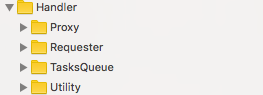 Handler
Proxy
Requester
TasksQueue
Utility